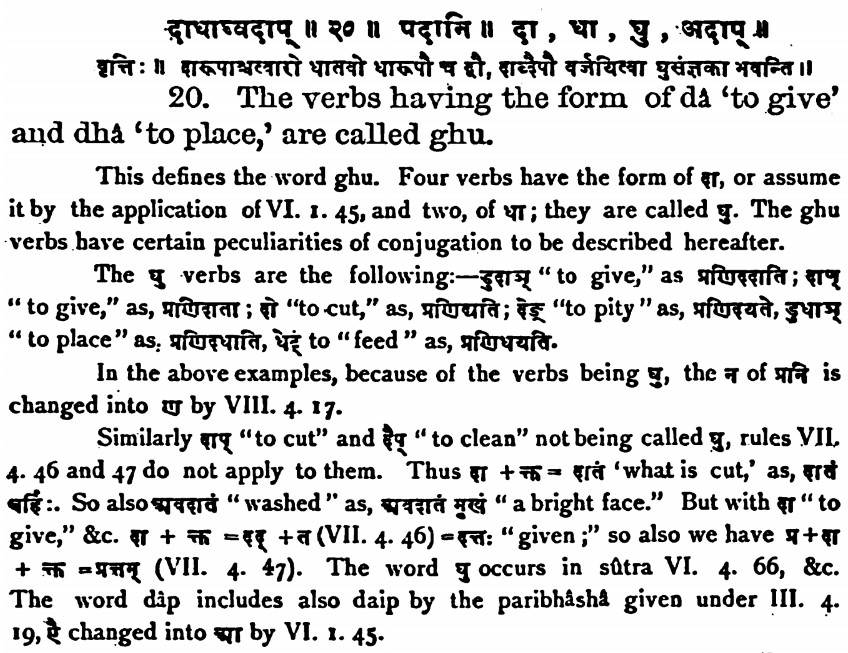 दाधाघ्वदाप् ॥ २० ॥ पदानि ॥ दा , धा , घु , अदाप् ॥
वृत्तिः ॥ दारूपाश्चत्वारो धातवो धारूपौ च द्वौ, दाब्दैपौ वर्जयित्वा घुसंज्ञका भवन्ति ॥
20. The verbs having the form of dâ ‘to give’
and dhâ ‘to place,’ are called ghu.
This defines the word ghu. Four verbs have the form of दा, or assume
it by the application of VI. 1. 45, and two, of धा ; they are called घु. The ghu
verbs have certain peculiarities of conjugation to be described hereafter.
The घु verbs are the following:—डुदाञ् “to give,” as प्रणिददाति ; दाण्
“to give,” as, प्रणिदाता ; दो “to cut,” as, प्रणिद्यति ; देङ् “to pity” as, प्रणिदयते, डुधाञ्
“to place” as. प्रणिदधाति, धेट् to “feed” as, प्रणिधयति.
In the above examples, because of the verbs being घु, the न of प्रनि is
changed into ण by VIII. 4. 17.
Similarly दाप् “to cut” and दैप् “to clean” not being called घु, rules VII.
4. 46 and 47 do not apply to them. Thus दा + क्त = दातं ‘what is cut,’ as, दातं
बर्हिः. So also अवदातं “washed” as, अवदातं मुखं “a bright face.” But with दा “to
give,” &c. दा + क्त =दद् +त (VII. 4. 46) =दत्तः “given ;” so also we have प्र+दा
+ क्त =प्रत्तम् (VII. 4. 47). The word घु occurs in sûtra VI. 4. 66, &c.
The word dâp includes also daip by the paribhâshâ given under III. 4.
19, ऐ changed into आ by VI. 1. 45.